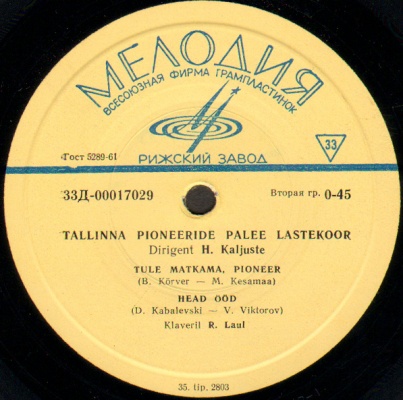 МЕЛОДИЯ
ВСЕСОЮЗНАЯ ФИРМА ГРАМПЛАСТИНОК
Гост 5289-61
РИЖСКИЙ ЗАВОД
33
33Д-00017029
Вторая гр. 0-45
TALLINNA PIONEERIDE PALEE LASTEKOOR
Dirigent H. Kaljuste
TULE MATKAMA, PIONEER
(B. Körver — M. Kesamaa)
HEAD ÖÖD
(D. Kabalevski — V. Viktorov)
Klaveril R. Laul
35. tip. 2803